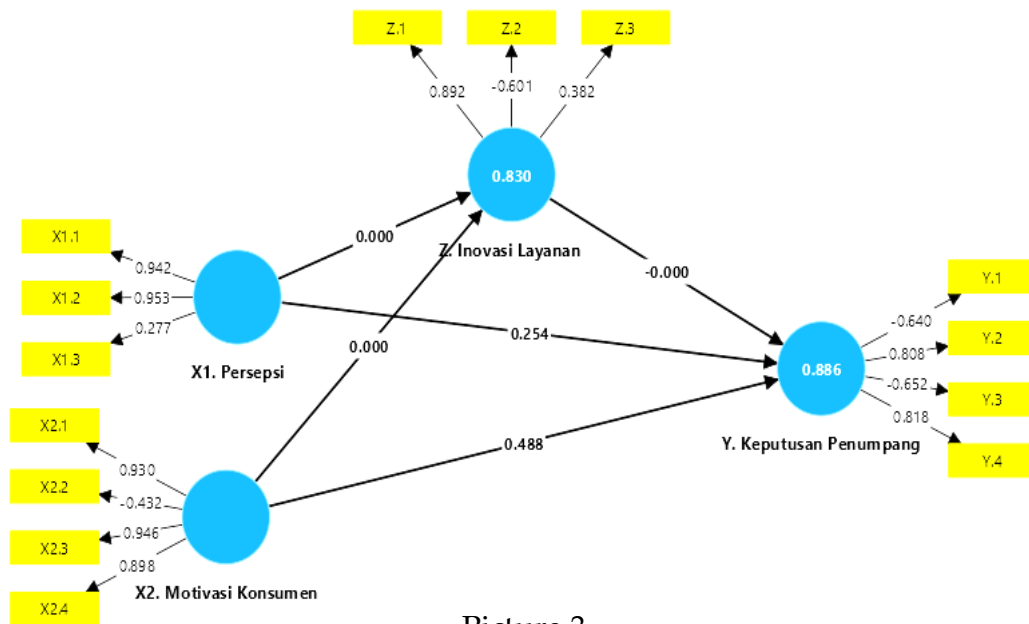 Z.1
Z.2
Z.3
0.892
-0.601
0.382
0.830
Z. Inovasi Layanan
X1.1
X1.2
X1.3
0.942
0.953
0.277
X1. Persepsi
0.000
0.000
-0.000
0.254
0.488
X2.1
X2.2
X2.3
X2.4
0.930
-0.432
0.946
0.898
X2. Motivasi Konsumen
0.886
Y. Keputusan Penumpang
-0.640
0.808
-0.652
0.818
Y.1
Y.2
Y.3
Y.4